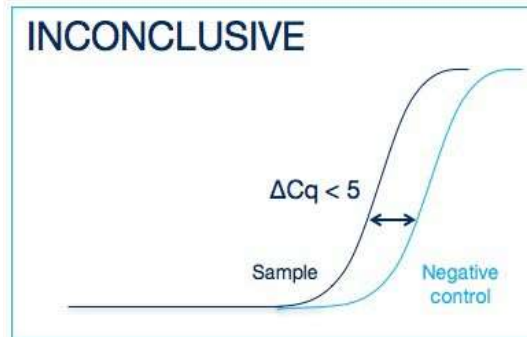 INCONCLUSIVE
ΔCq < 5
Sample
Negative
control